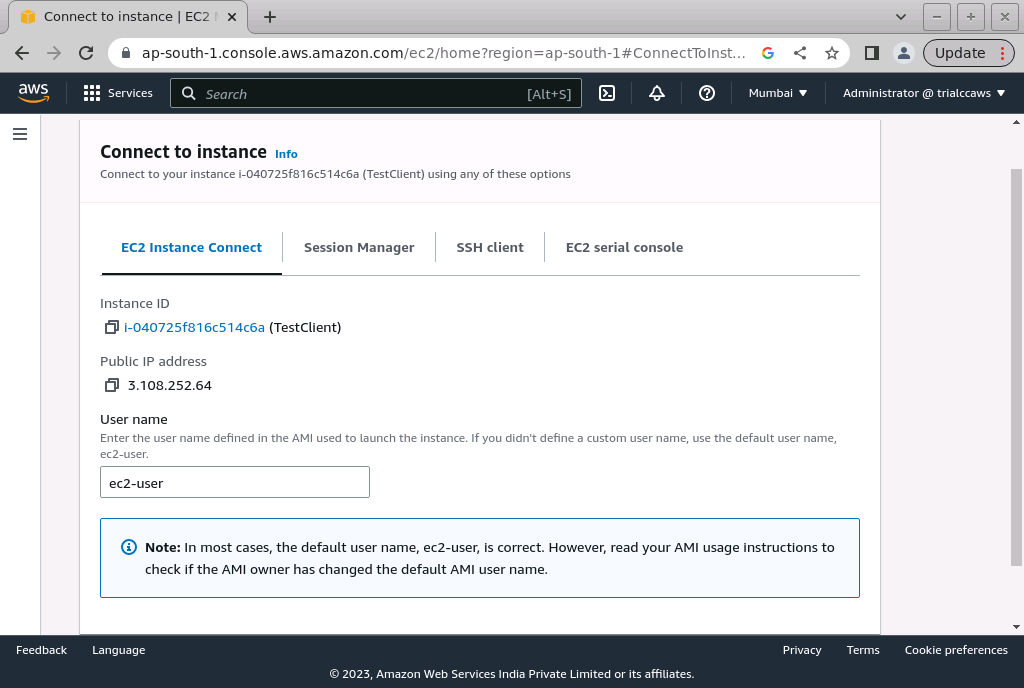 Connect to instance | EC2
ap-south-1.console.aws.amazon.com/ec2/home?region=ap-south-1#ConnectToInst...
Update
aws
Services
Search
[Alt+S]
Mumbai
Administrator @ trialccaws
Connect to instance Info
Connect to your instance i-040725f816c514c6a (TestClient) using any of these options
EC2 Instance Connect
Session Manager
SSH client
EC2 serial console
Instance ID
i-040725f816c514c6a (TestClient)
Public IP address
3.108.252.64
User name
Enter the user name defined in the AMI used to launch the instance. If you didn't define a custom user name, use the default user name,
ec2-user.
ec2-user
Note: In most cases, the default user name, ec2-user, is correct. However, read your AMI usage instructions to
check if the AMI owner has changed the default AMI user name.
Feedback
Language
Privacy
Terms
Cookie preferences
© 2023, Amazon Web Services India Private Limited or its affiliates.